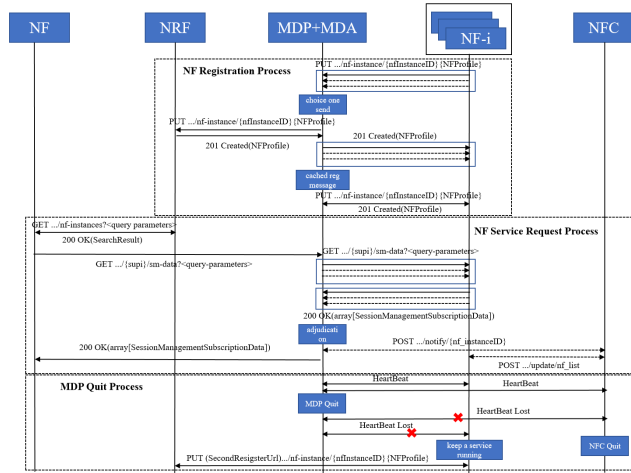 NF
NRF
MDP+MDA
NF-i
NFC
NF Registration Process
PUT .../nf-instance/{nfInstanceID}{NFProfile}
choice one
send
PUT .../nf-instance/{nfInstanceID}{NFProfile}
201 Created(NFProfile)
201 Created(NFProfile)
cached reg
message
PUT .../nf-instance/{nfInstanceID}{NFProfile}
201 Created(NFProfile)
NF Service Request Process
GET .../nf-instances?<query parameters>
200 OK(SearchResult)
GET .../{supi}/sm-data?<query-parameters>
GET .../{supi}/sm-data?<query-parameters>
200 OK(array[SessionManagementSubscriptionData])
adjudicati
on
200 OK(array[SessionManagementSubscriptionData])
POST .../notify/{nf_instanceID}
POST .../update/nf_list
MDP Quit Process
HeartBeat
HeartBeat
MDP Quit
HeartBeat Lost
HeartBeat Lost
keep a service
running
NFC Quit
PUT (SecondResigsterUrl).../nf-instance/{nfInstanceID}{NFProfile}